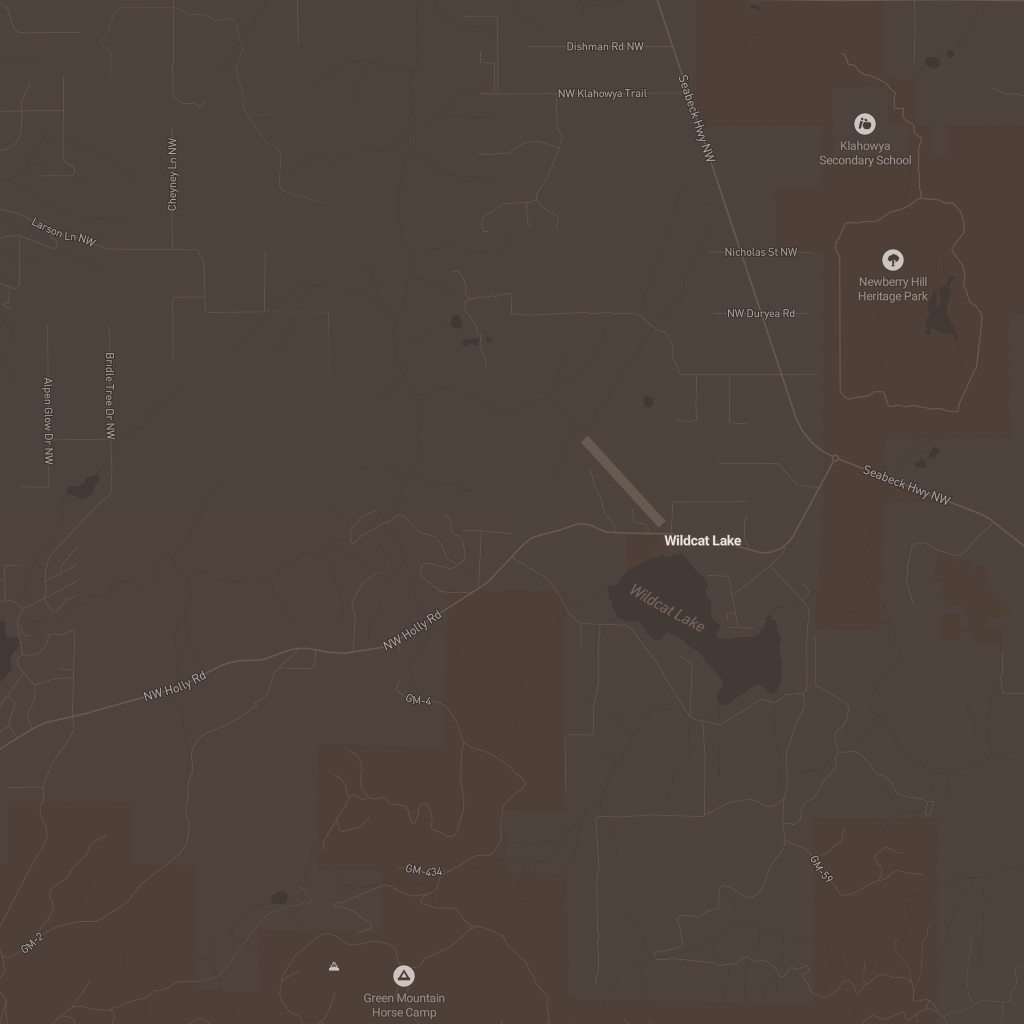 Dishman Rd NW
NW Klahowya Trail
Seabeck Hwy NW
Klahowya
Secondary School
Cheyney Ln NW
Larson Ln NW
Nicholas St NW
Newberry Hill
Heritage Park
NW Duryea Rd
Bridle Tree Dr NW
Alpen Glow Dr NW
Seabeck Hwy NW
Wildcat Lake
Wildcat Lake
NW Holly Rd
NW Holly Rd
GM-4
GM-434
GM-59
GM-2
Green Mountain
Horse Camp